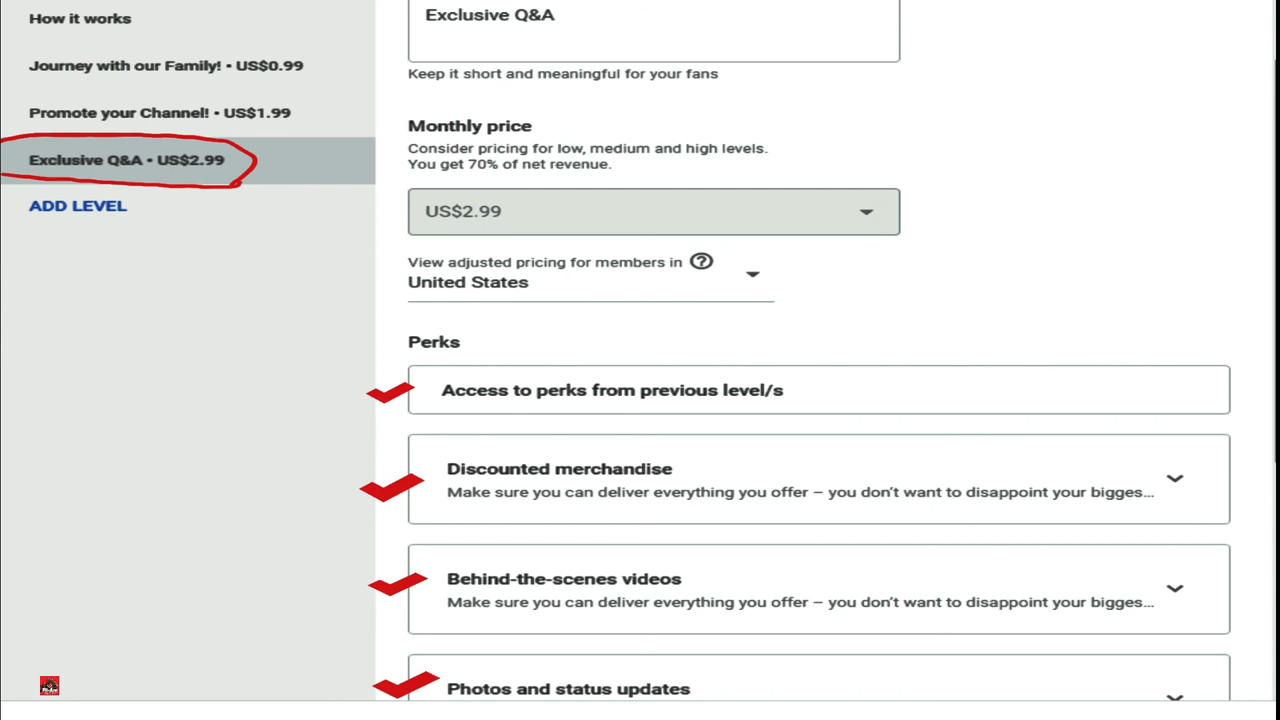 How it works
Journey with our Family! • US$0.99
Promote your Channel! • US$1.99
Exclusive Q&A • US$2.99
ADD LEVEL
Exclusive Q&A
Keep it short and meaningful for your fans
Monthly price
Consider pricing for low, medium and high levels.
You get 70% of net revenue.
US$2.99
View adjusted pricing for members in ?
United States
Perks
Access to perks from previous level/s
Discounted merchandise
Make sure you can deliver everything you offer – you don't want to disappoint your bigges...
Behind-the-scenes videos
Make sure you can deliver everything you offer – you don't want to disappoint your bigges...
Photos and status updates